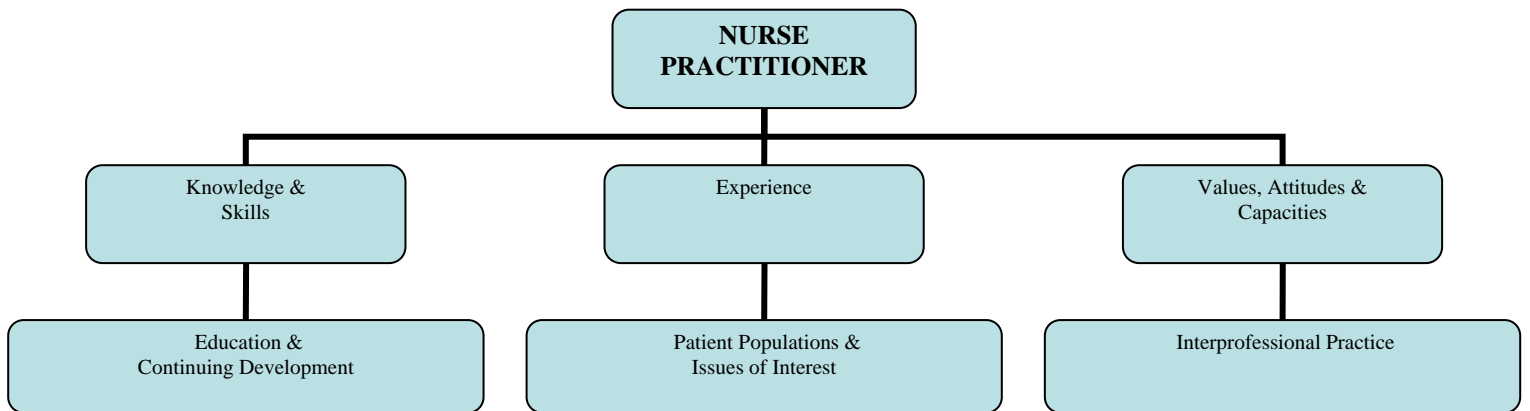 NURSE
PRACTITIONER
Knowledge &
Skills
Experience
Values, Attitudes &
Capacities
Education &
Continuing Development
Patient Populations &
Issues of Interest
Interprofessional Practice